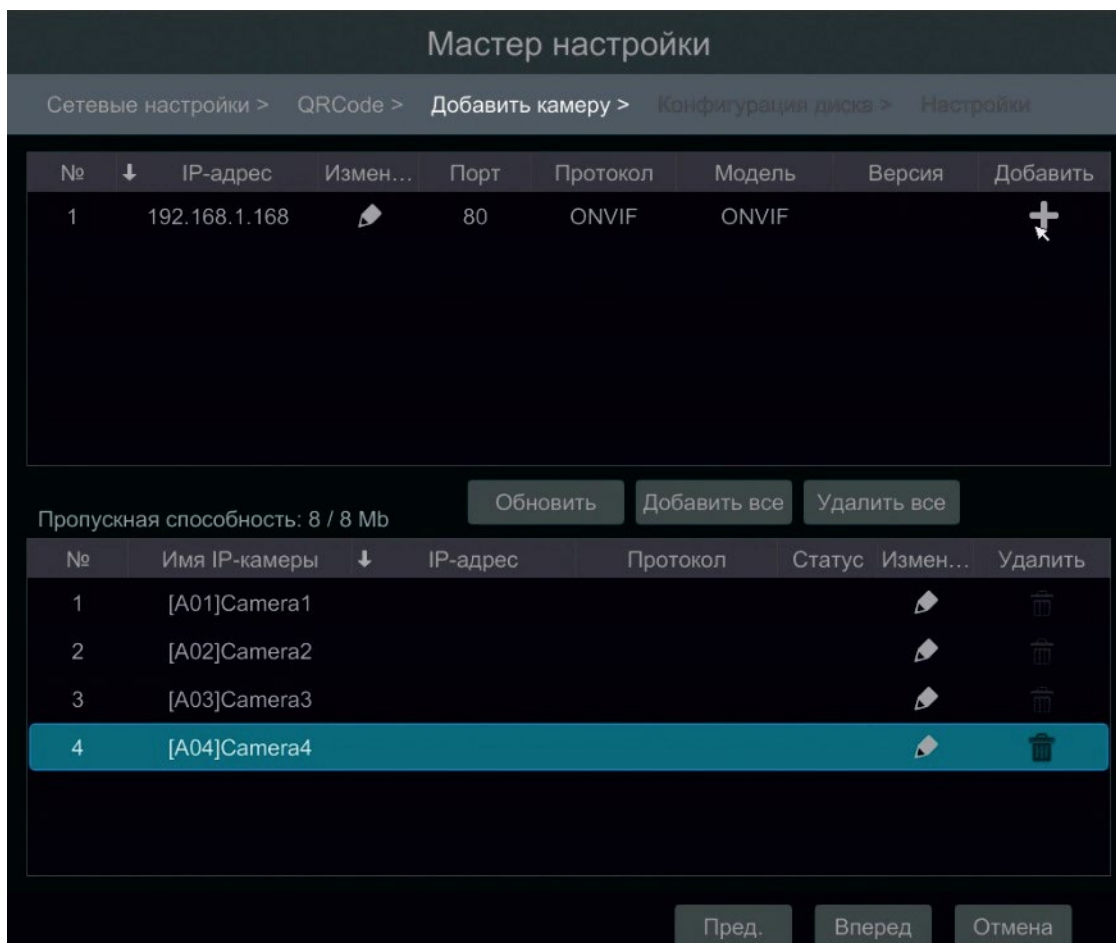 Мастер настройки
Сетевые настройки > QRCode > Добавить камеру > Конфигурация диска > Настройки
№ IP-адрес Измен... Порт Протокол Модель Версия Добавить
1 192.168.1.168 80 ONVIF ONVIF
Обновить Добавить все Удалить все
Пропускная способность: 8 / 8 Mb
№ Имя IP-камеры IP-адрес Протокол Статус Измен... Удалить
1 [A01]Camera1
2 [A02]Camera2
3 [A03]Camera3
4 [A04]Camera4
Пред. Вперед Отмена